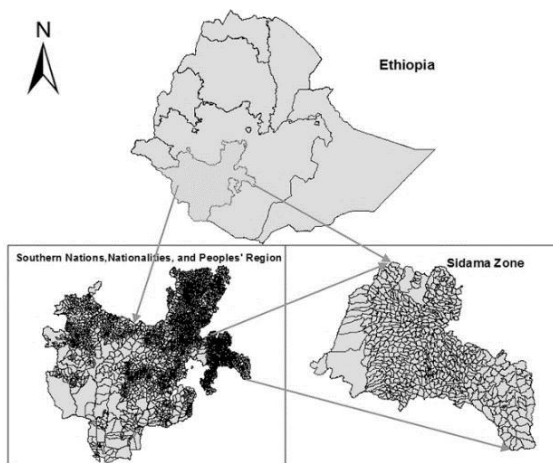 N
Ethiopia
Southern Nations,Nationalities, and Peoples' Region
Sidama Zone